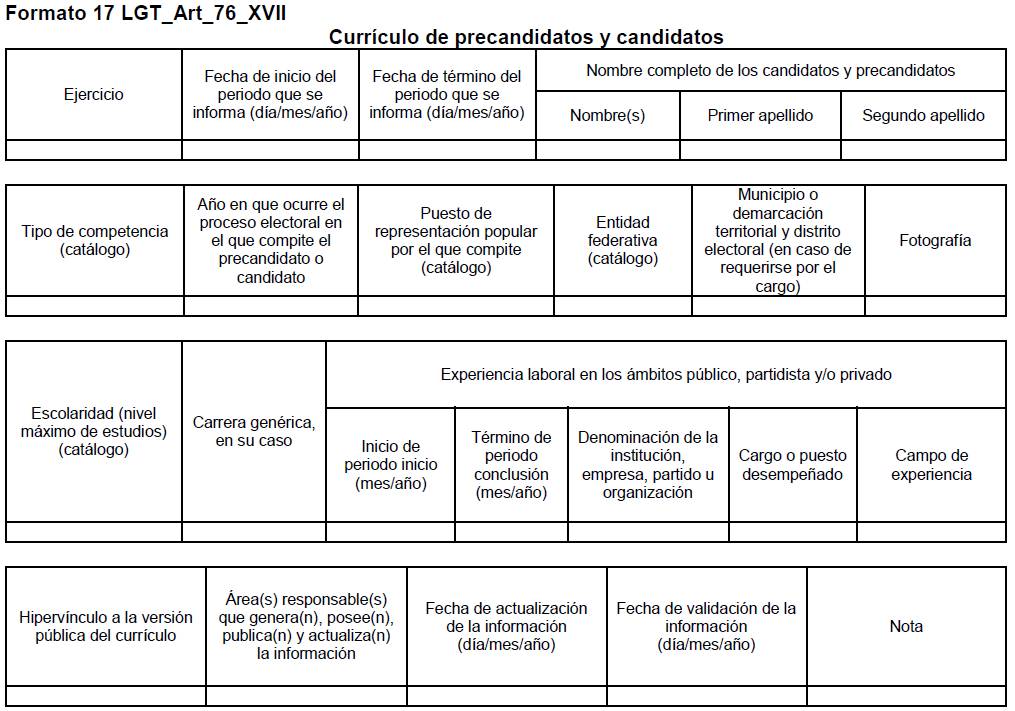 Formato 17 LGT_Art_76_XVII
Currículo de precandidatos y candidatos
Ejercicio
Fecha de inicio del
periodo que se
informa (día/mes/año)
Fecha de término del
periodo que se
informa (día/mes/año)
Nombre completo de los candidatos y precandidatos
Nombre(s)
Primer apellido
Segundo apellido
Tipo de competencia
(catálogo)
Año en que ocurre el
proceso electoral en
el que compite el
precandidato o
candidato
Puesto de
representación popular
por el que compite
(catálogo)
Entidad
federativa
(catálogo)
Municipio o
demarcación
territorial y distrito
electoral (en caso de
requerirse por el
cargo)
Fotografía
Escolaridad (nivel
máximo de estudios)
(catálogo)
Carrera genérica,
en su caso
Experiencia laboral en los ámbitos público, partidista y/o privado
Inicio de
periodo inicio
(mes/año)
Término de
periodo
conclusión
(mes/año)
Denominación de la
institución,
empresa, partido u
organización
Cargo o puesto
desempeñado
Campo de
experiencia
Hipervínculo a la versión
pública del currículo
Área(s) responsable(s)
que genera(n), posee(n),
publica(n) y actualiza(n)
la información
Fecha de actualización
de la información
(día/mes/año)
Fecha de validación de la
información
(día/mes/año)
Nota